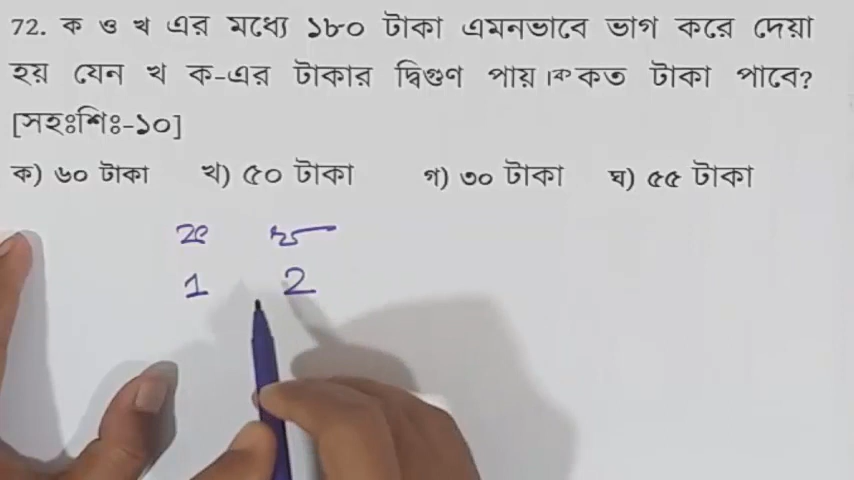 72. ক ও খ এর মধ্যে ১৮০ টাকা এমনভাবে ভাগ করে দেয়া
হয় যেন খ ক-এর টাকার দ্বিগুণ পায়।ক কত টাকা পাবে?
[সহঃশিঃ-১০]
ক) ৬০ টাকা খ) ৫০ টাকা গ) ৩০ টাকা ঘ) ৫৫ টাকা
1 2